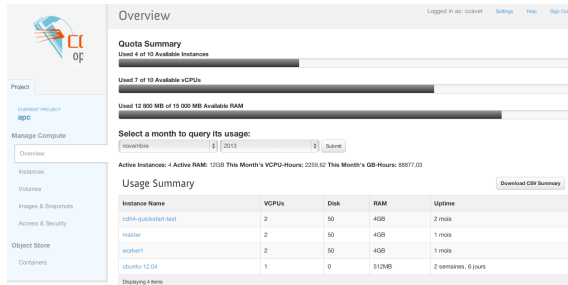 Overview
Logged in as: ccavet Settings Help Sign
Quota Summary
Used 4 of 10 Available Instances
Used 7 of 10 Available vCPUs
Used 12 800 MB of 15 000 MB Available RAM
Project
CURRENT PROJECT
apc
Manage Compute
Overview
Instances
Volumes
Images & Snapshots
Access & Security
Object Store
Containers
Select a month to query its usage:
novembre 2013 Submit
Active Instances: 4 Active RAM: 12GB This Month's VCPU-Hours: 2259,62 This Month's GB-Hours: 88877,03
Usage Summary
Download CSV Summary
Instance Name VCPUs Disk RAM Uptime
cdh4-quickstart-test 2 50 4GB 2 mois
master 2 50 4GB 1 mois
worker1 2 50 4GB 1 mois
ubuntu-12.04 1 0 512MB 2 semaines, 6 jours
Displaying 4 items